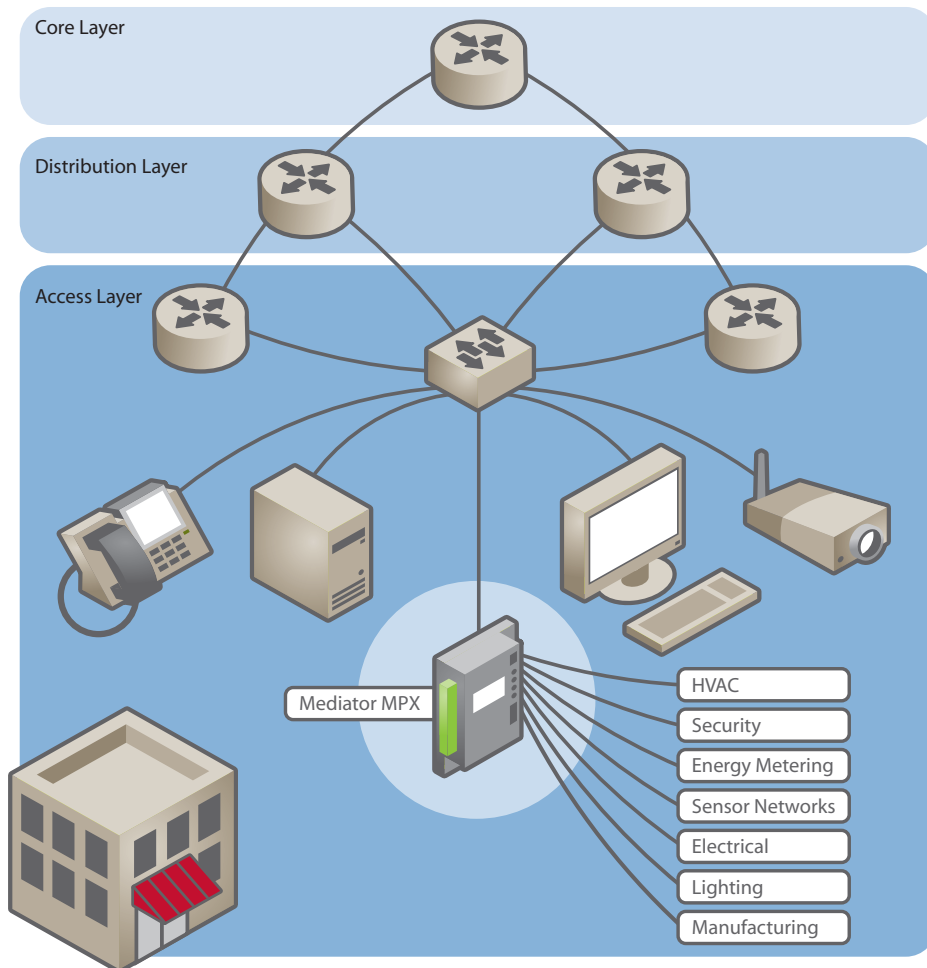 Core Layer
Distribution Layer
Access Layer
Mediator MPX
HVAC
Security
Energy Metering
Sensor Networks
Electrical
Lighting
Manufacturing